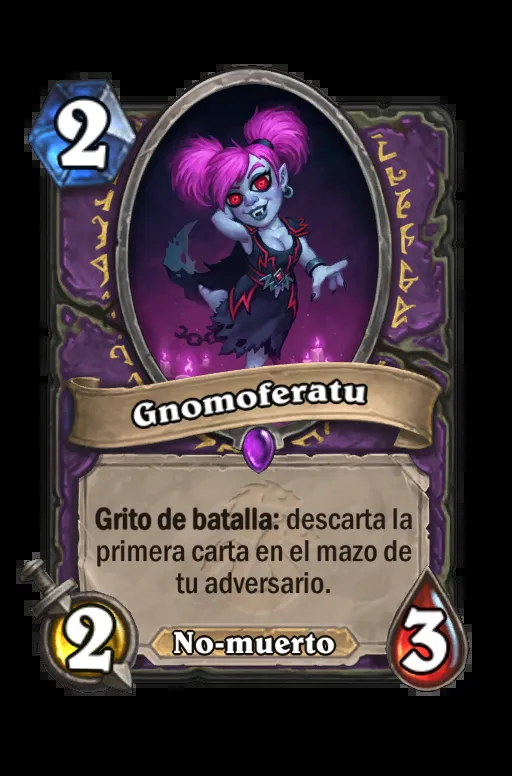 2
Gnomoferatu
Grito de batalla: descarta la
primera carta en el mazo de
tu adversario.
2
No-muerto
3